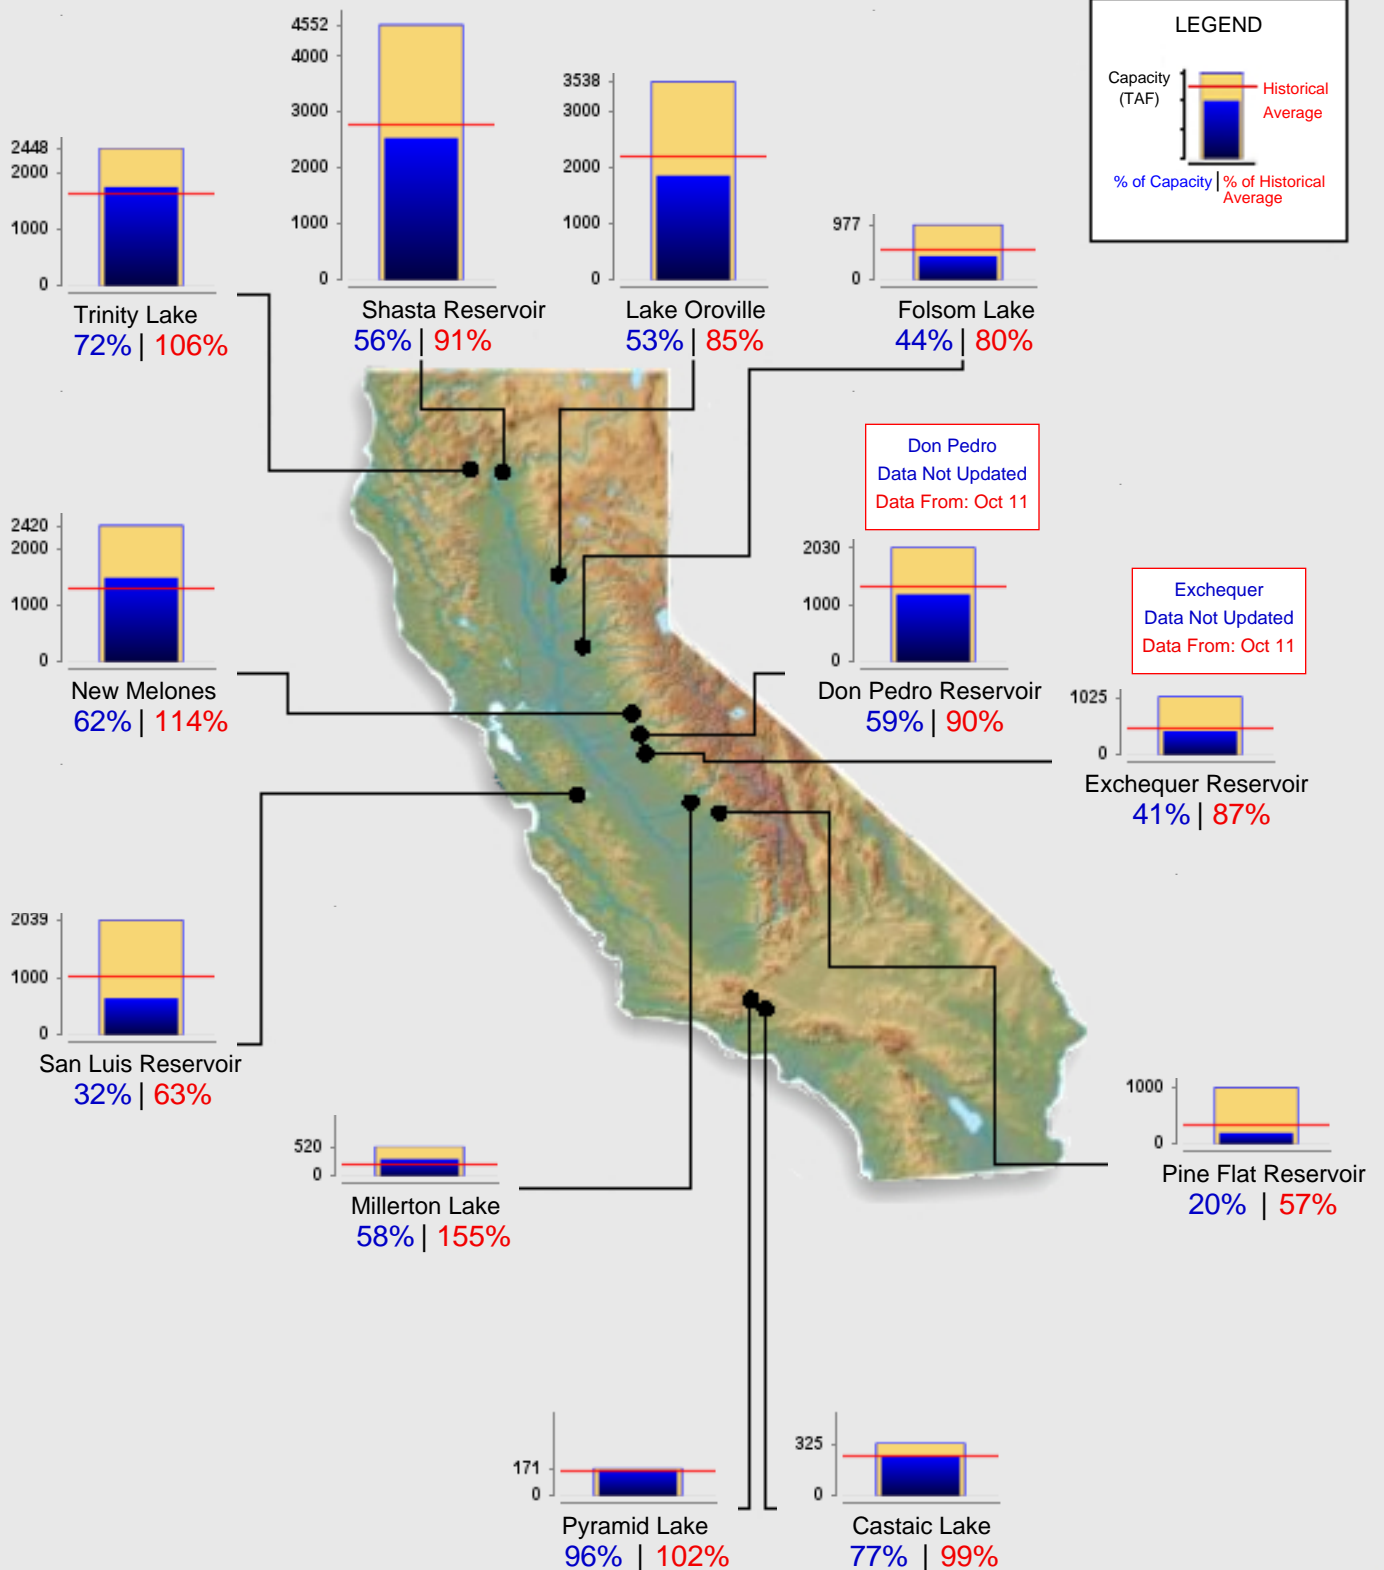 LEGEND
Capacity
(TAF)
Historical
Average
% of Capacity | % of Historical
Average
2448
2000
1000
0
Trinity Lake
72% | 106%
4552
4000
3000
2000
1000
0
Shasta Reservoir
56% | 91%
3538
3000
2000
1000
0
Lake Oroville
53% | 85%
977
0
Folsom Lake
44% | 80%
2420
2000
1000
0
New Melones
62% | 114%
Don Pedro
Data Not Updated
Data From: Oct 11
2030
1000
0
Don Pedro Reservoir
59% | 90%
Exchequer
Data Not Updated
Data From: Oct 11
1025
0
Exchequer Reservoir
41% | 87%
2039
1000
0
San Luis Reservoir
32% | 63%
520
0
Millerton Lake
58% | 155%
1000
0
Pine Flat Reservoir
20% | 57%
171
0
Pyramid Lake
96% | 102%
325
0
Castaic Lake
77% | 99%